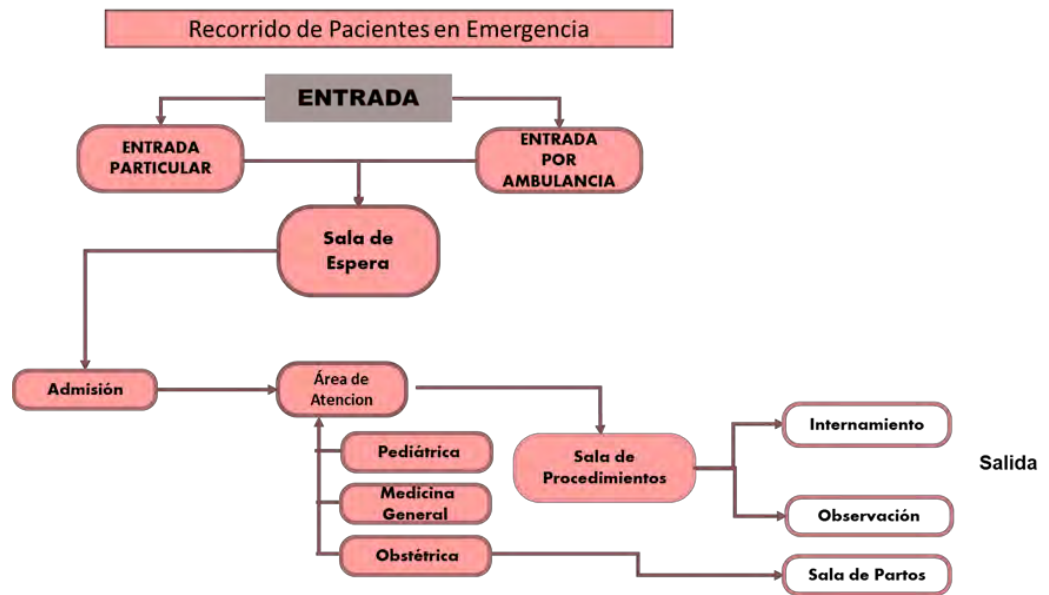 Recorrido de Pacientes en Emergencia
ENTRADA
ENTRADA
PARTICULAR
ENTRADA
POR
AMBULANCIA
Sala de
Espera
Admisión
Área de
Atencion
Pediátrica
Medicina
General
Obstétrica
Sala de
Procedimientos
Internamiento
Observación
Sala de Partos
Salida